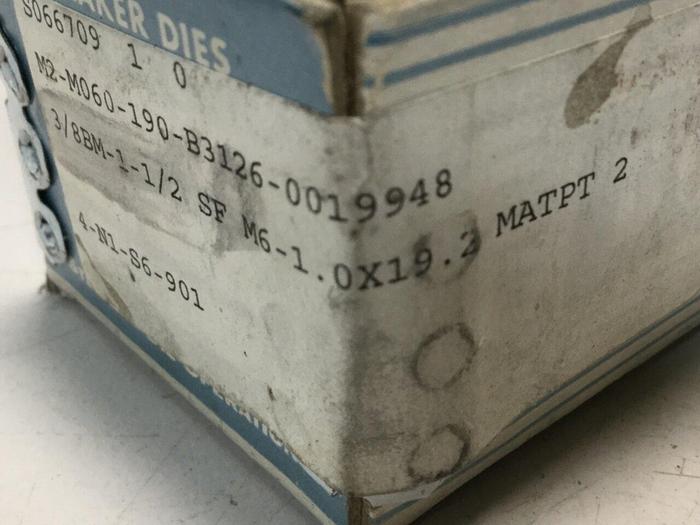 DIES
S066709 1 0
M2-M060-190-B3126-0019948
3/8BM-1-1/2 SF M6-1.0X19.2 MATPT 2
4-N1-S6-901